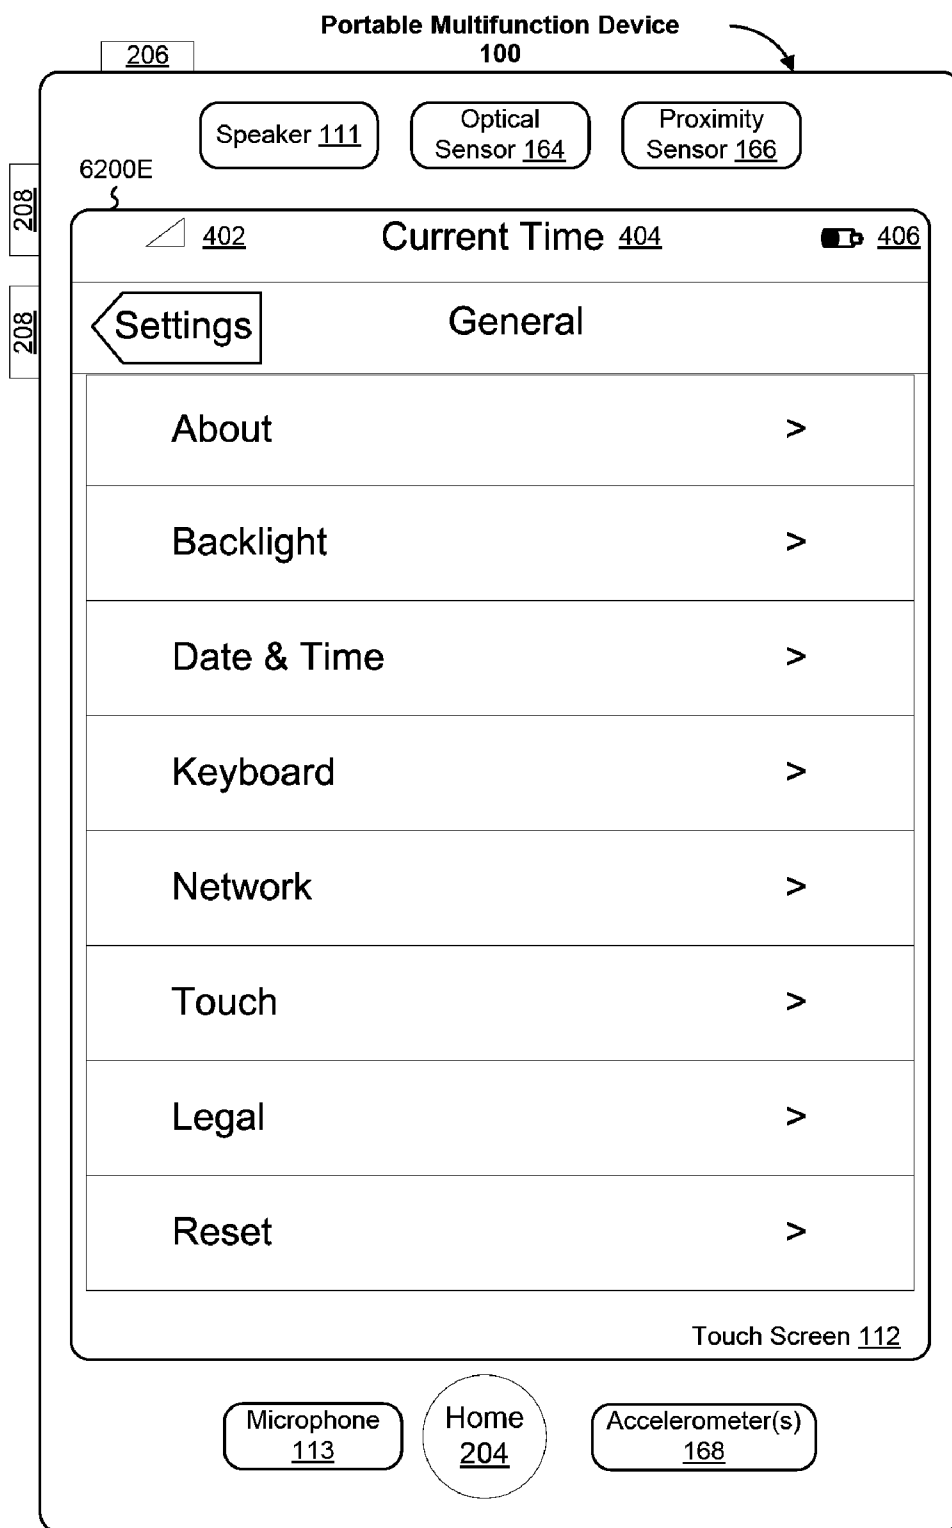 Portable Multifunction Device
100
206
Speaker 111
Optical
Sensor 164
Proximity
Sensor 166
6200E
208
208
402
Current Time 404
406
Settings
General
About >
Backlight >
Date & Time >
Keyboard >
Network >
Touch >
Legal >
Reset >
Touch Screen 112
Microphone
113
Home
204
Accelerometer(s)
168